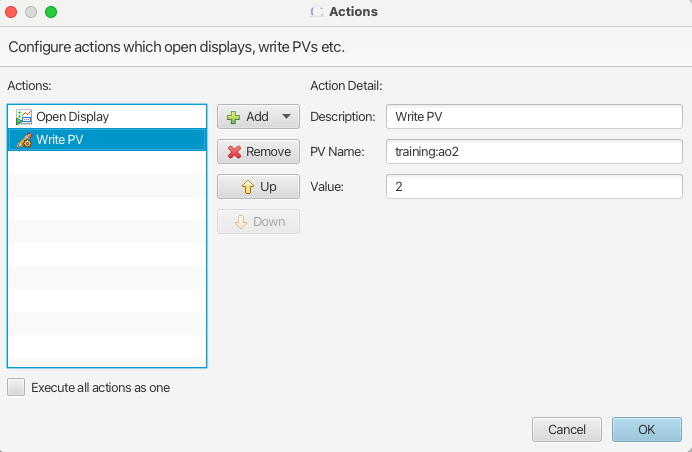 Actions
Configure actions which open displays, write PVs etc.
Actions:
Open Display
Write PV
Add
Remove
Up
Down
Action Detail:
Description: Write PV
PV Name: training:ao2
Value: 2
Execute all actions as one
Cancel OK